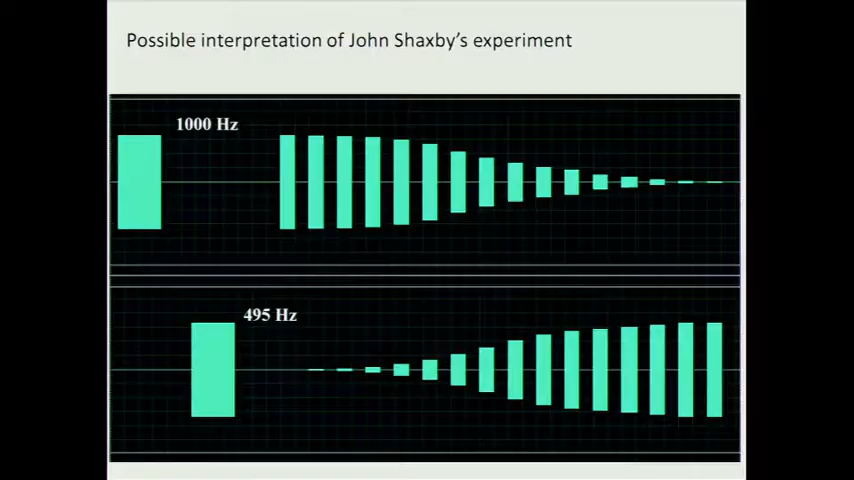 Possible interpretation of John Shaxby's experiment
1000 Hz
495 Hz